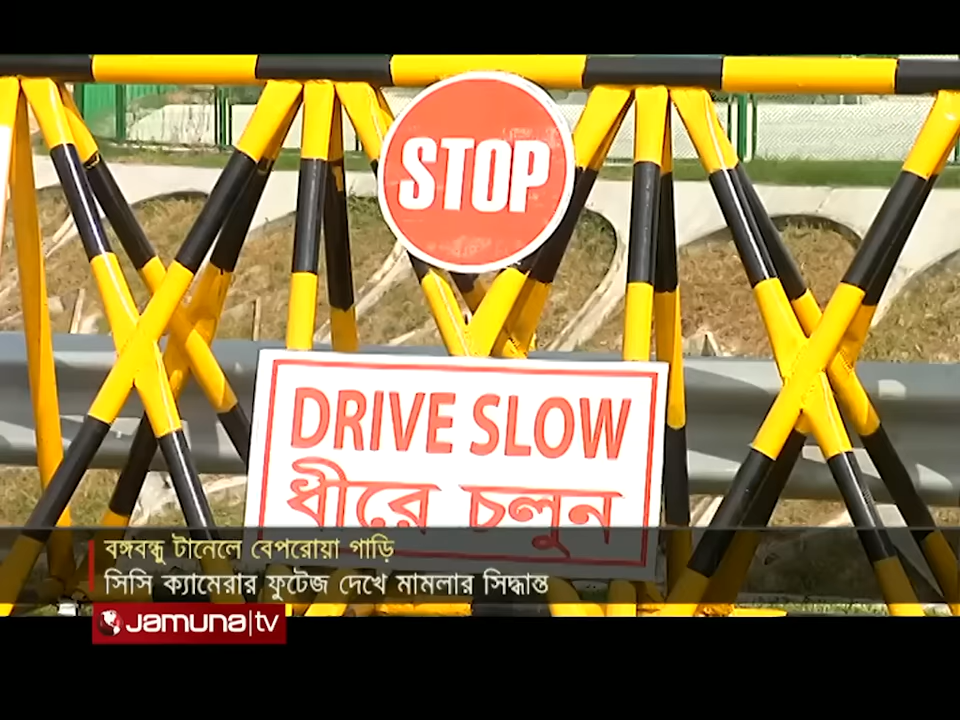 STOP
DRIVE SLOW
ধীরে চলুন
বঙ্গবন্ধু টানেলে বেপরোয়া গাড়ি
সিসি ক্যামেরার ফুটেজ দেখে মামলার সিদ্ধান্ত
Jamuna|tv